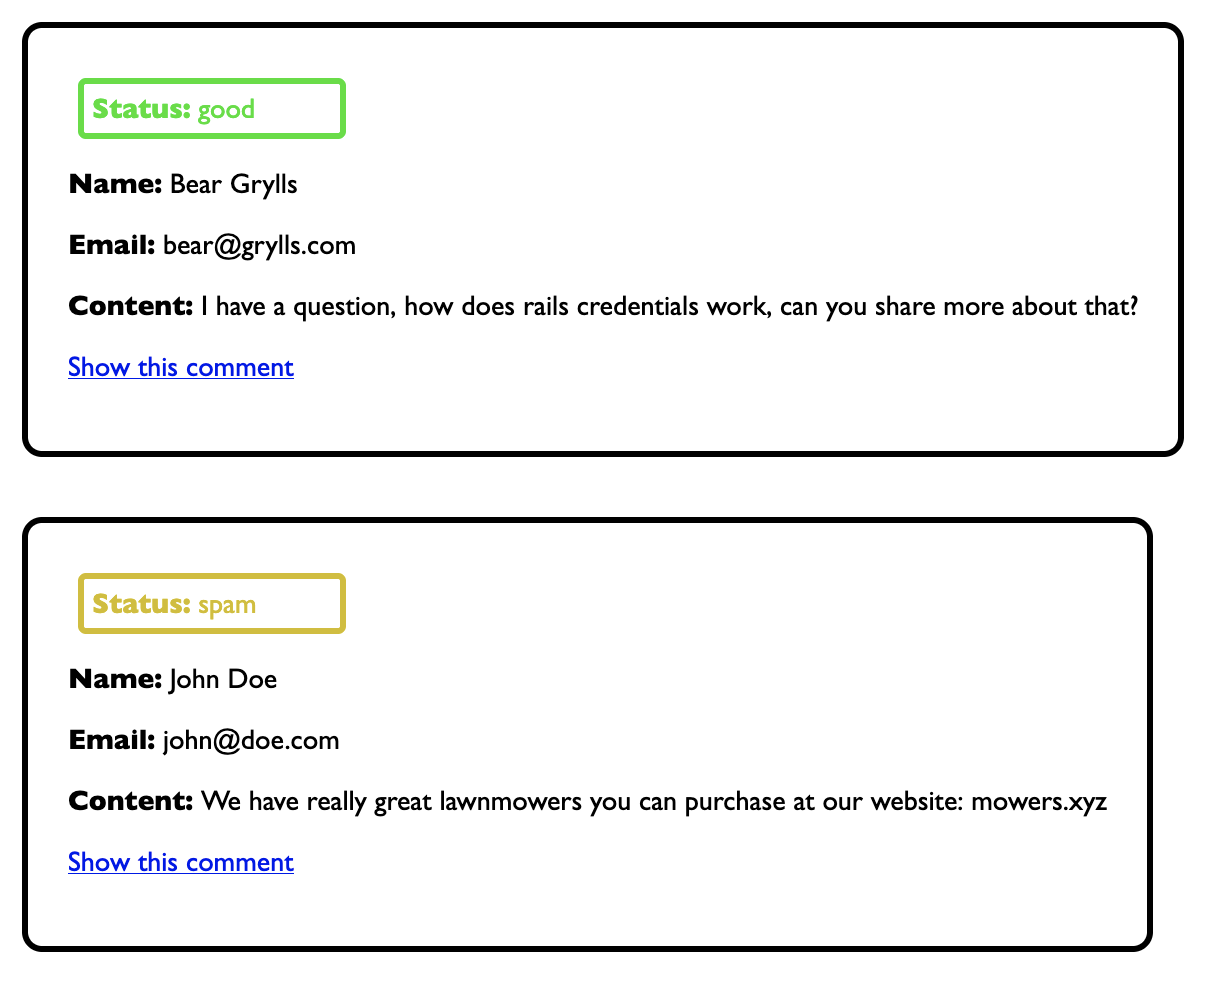 Status: good
Name: Bear Grylls
Email: bear@grylls.com
Content: I have a question, how does rails credentials work, can you share more about that?
Show this comment
Status: spam
Name: John Doe
Email: john@doe.com
Content: We have really great lawnmowers you can purchase at our website: mowers.xyz
Show this comment